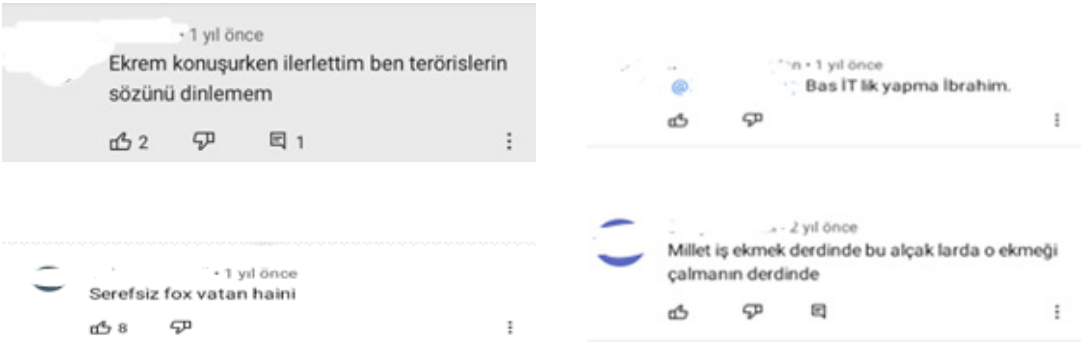 • 1 yıl önce
Ekrem konuşurken ilerlettim ben terörislerin
sözünü dinlemem
2
1
• 1 yıl önce
@
Bas İT lik yapma İbrahim.
• 1 yıl önce
Serefsiz fox vatan haini
8
• 2 yıl önce
Millet iş ekmek derdinde bu alçak larda o ekmeği
çalmanın derdinde